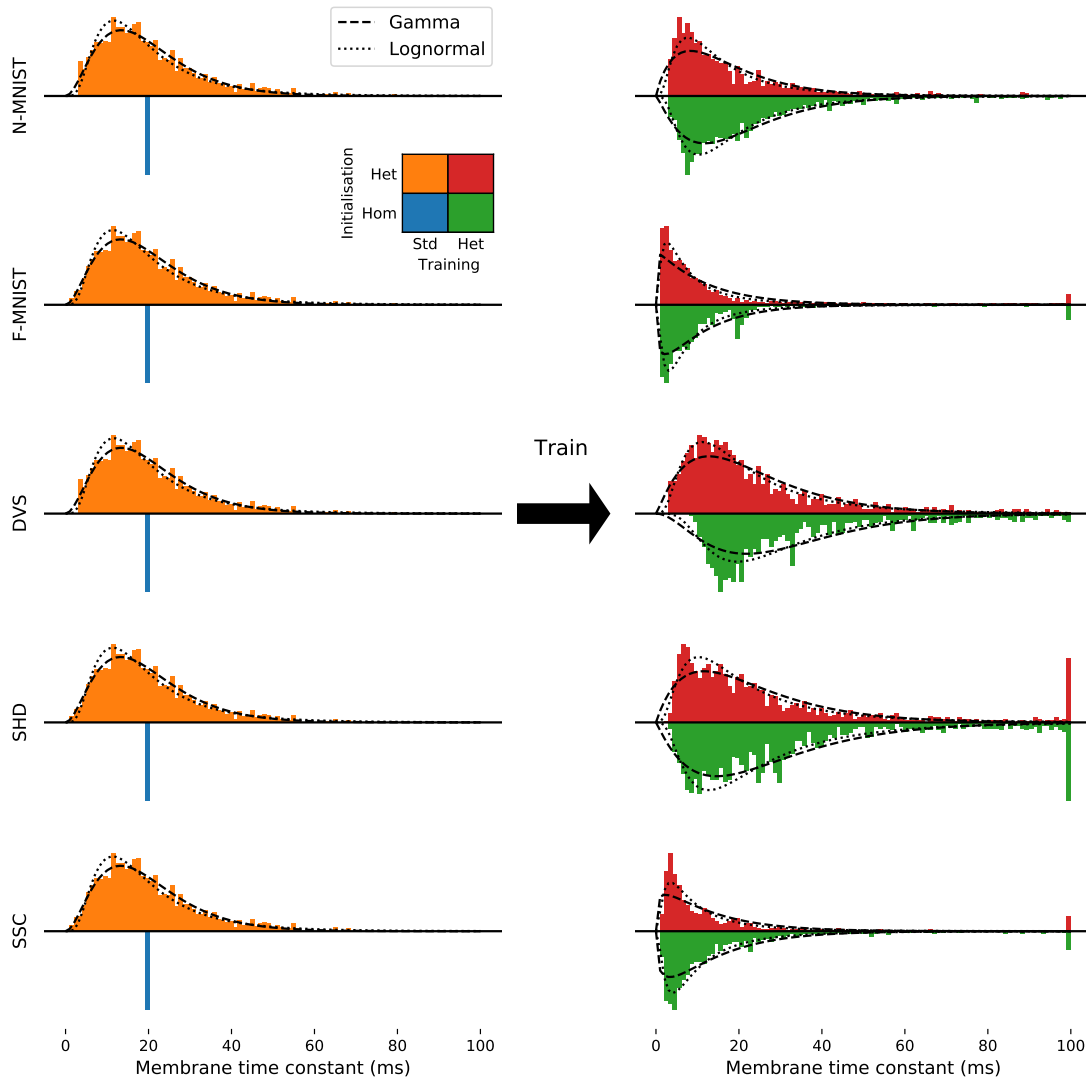 Gamma
Lognormal
N-MNIST
Initialisation
Het
Hom
Std Het
Training
F-MNIST
DVS
Train
SHD
SSC
0 20 40 60 80 100
Membrane time constant (ms)
0 20 40 60 80 100
Membrane time constant (ms)